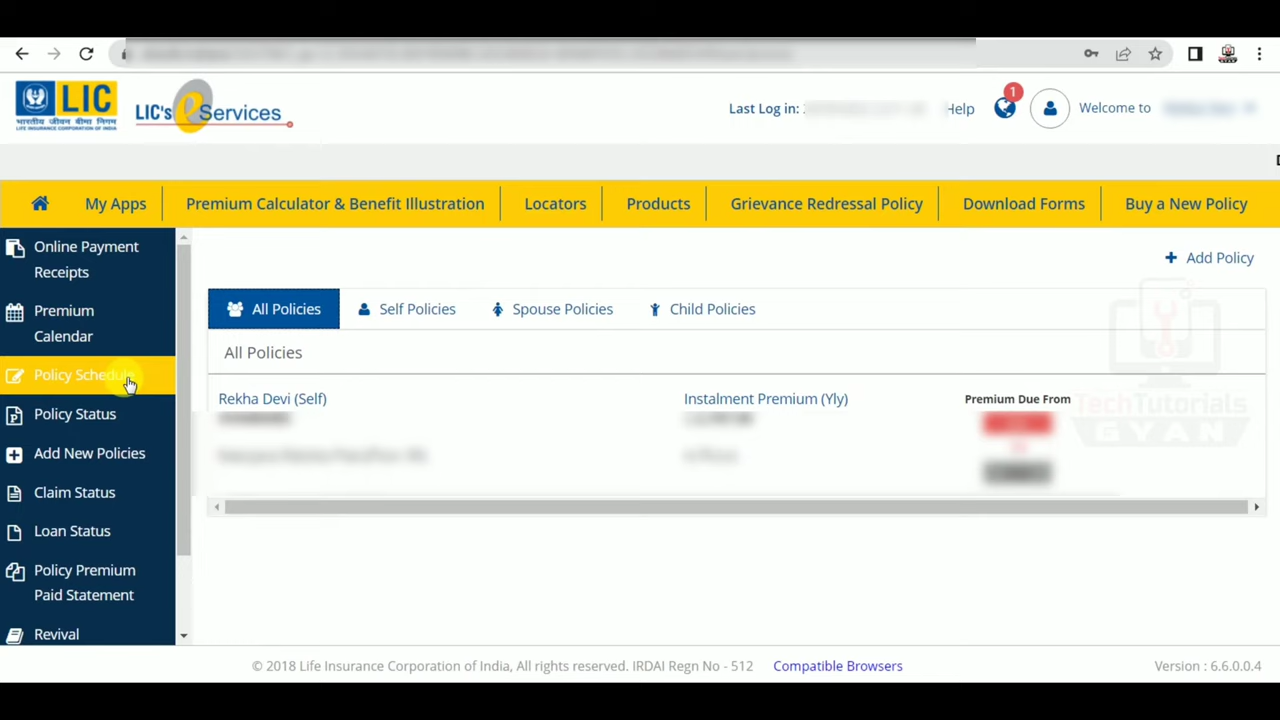 LIC
भारतीय जीवन बीमा निगम
LIFE INSURANCE CORPORATION OF INDIA
LIC's eServices
Last Log in:
Help
1
Welcome to
My Apps
Premium Calculator & Benefit Illustration
Locators
Products
Grievance Redressal Policy
Download Forms
Buy a New Policy
Online Payment
Receipts
Premium
Calendar
Policy Schedule
Policy Status
Add New Policies
Claim Status
Loan Status
Policy Premium
Paid Statement
Revival
Add Policy
All Policies
Self Policies
Spouse Policies
Child Policies
All Policies
Rekha Devi (Self)
Instalment Premium (Yly)
Premium Due From
TechTutorials
GYAN
© 2018 Life Insurance Corporation of India, All rights reserved. IRDAI Regn No - 512
Compatible Browsers
Version : 6.6.0.0.4